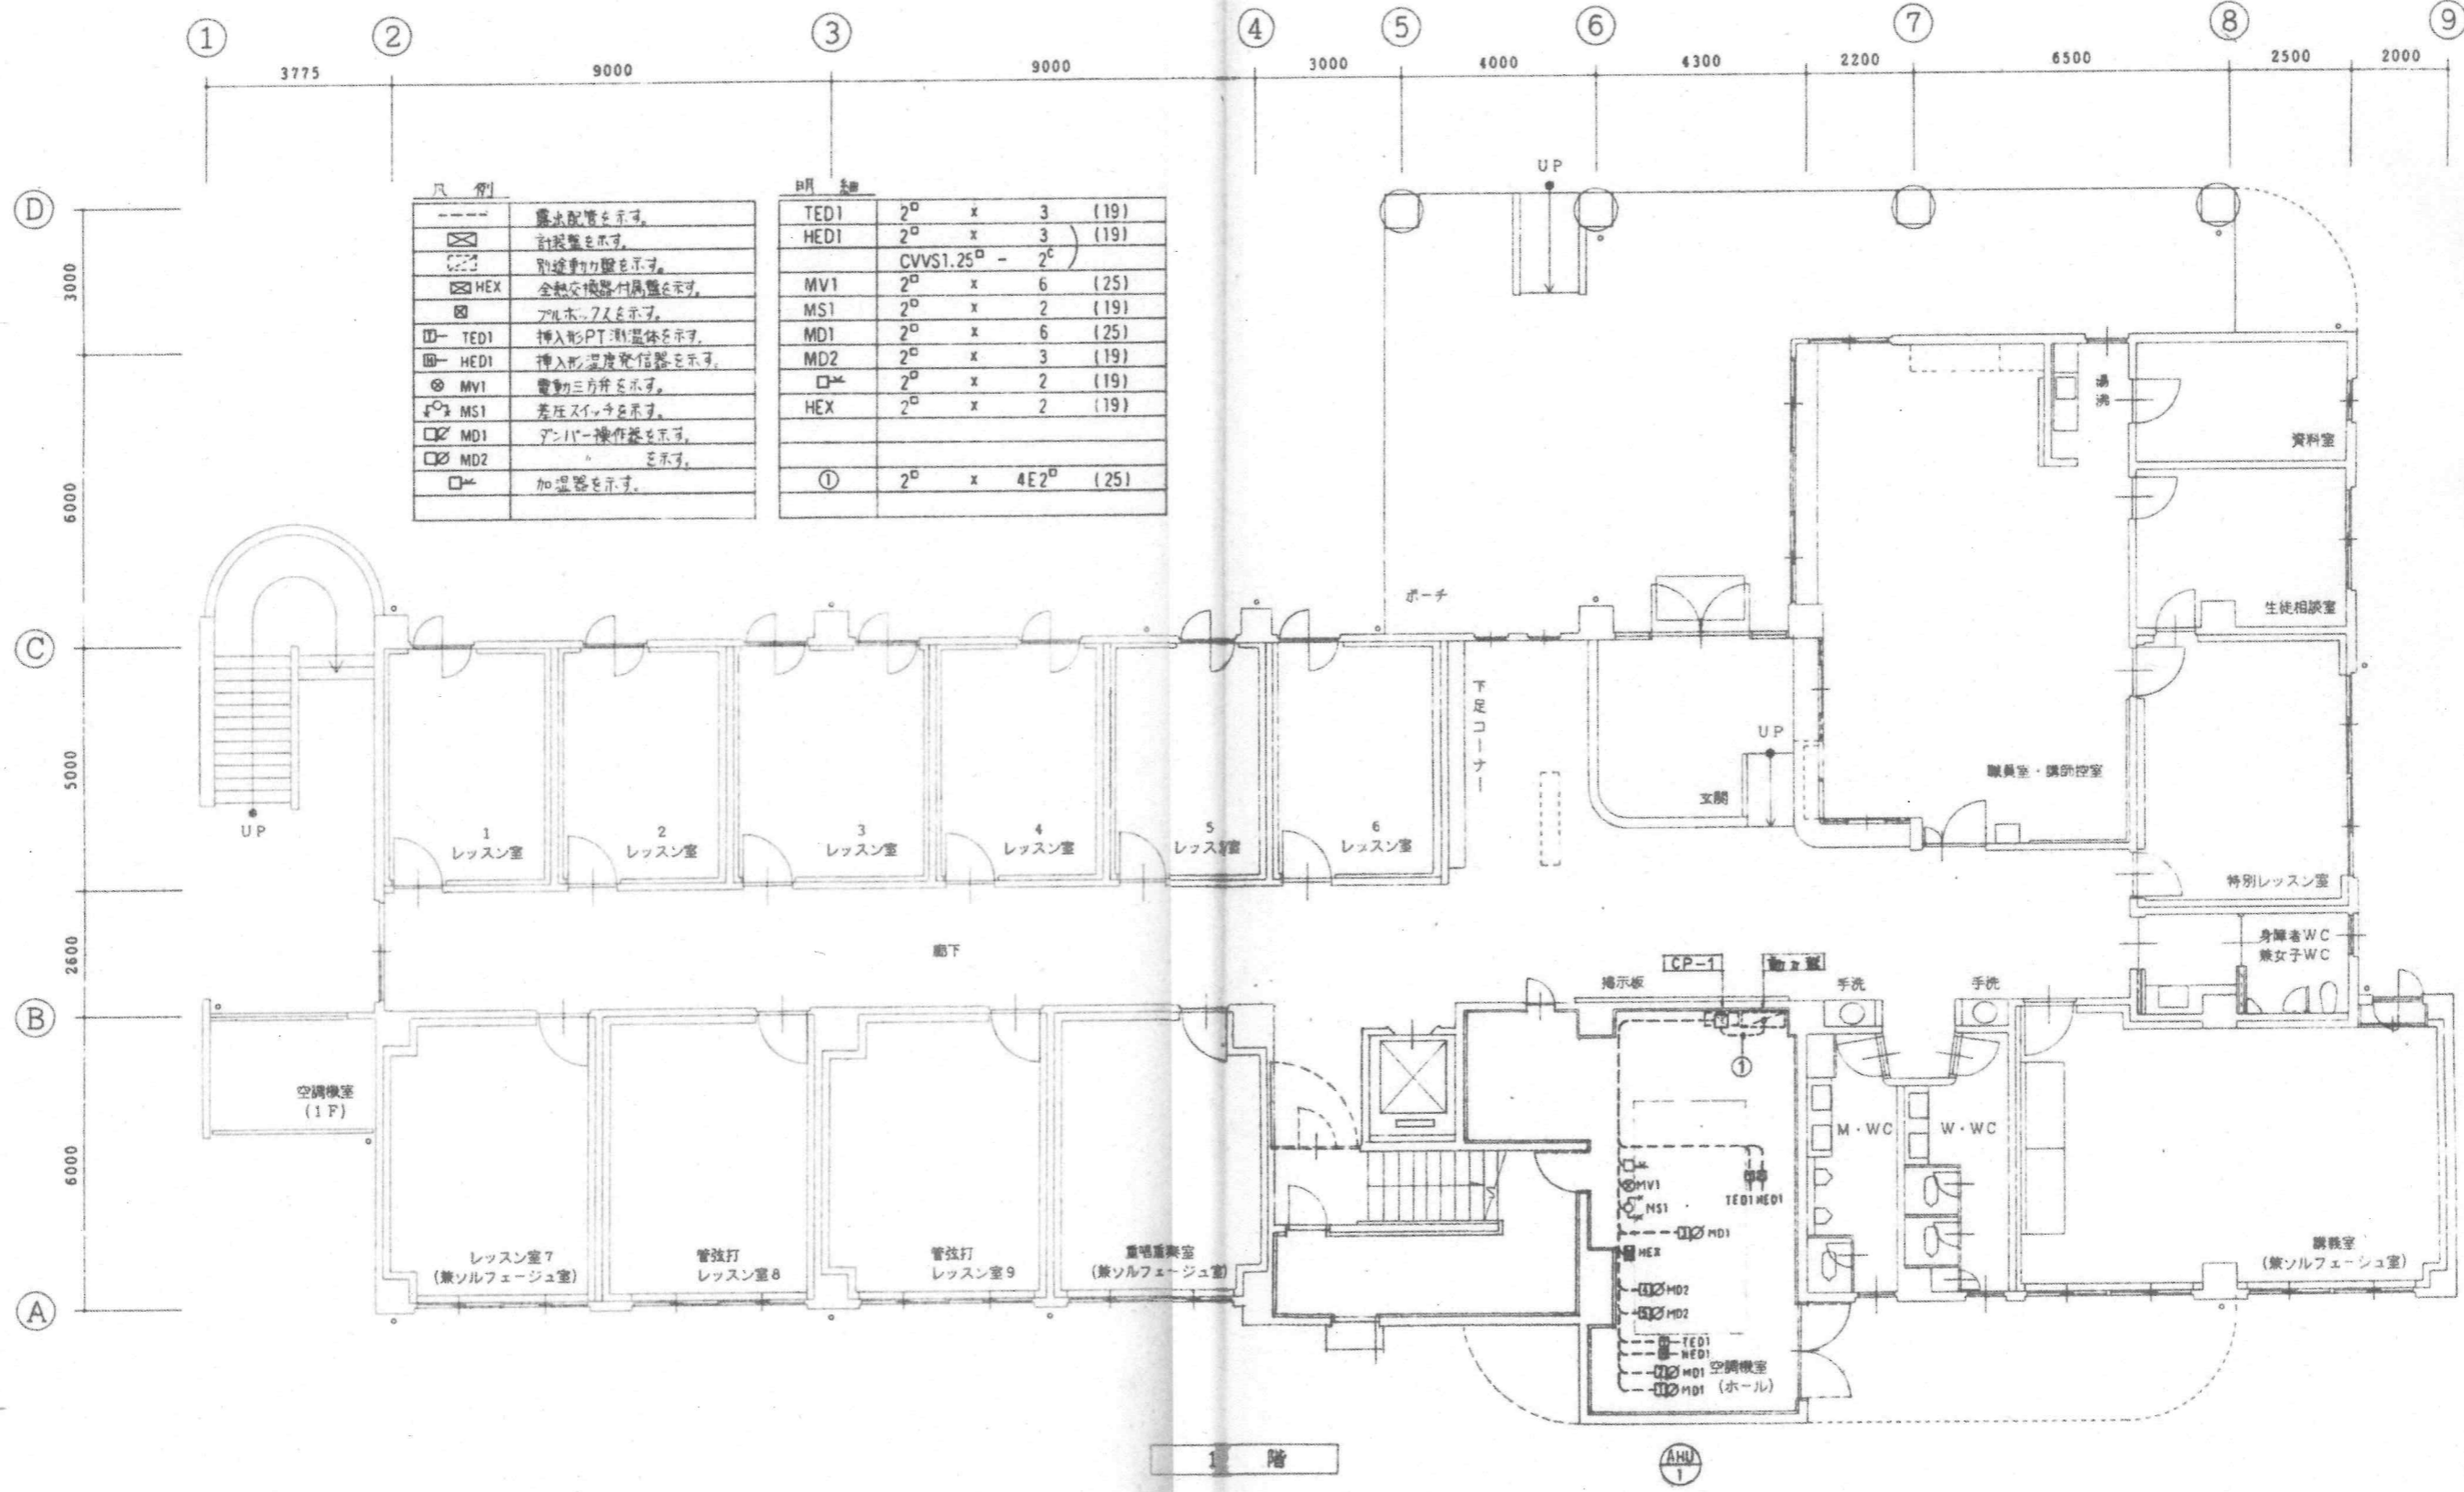 ① ② ③ ④ ⑤ ⑥ ⑦ ⑧ ⑨
3775 9000 9000 3000 4000 4300 2200 6500 2500 2000
Ⓓ
3000
6000
Ⓒ
5000
2600
Ⓑ
6000
Ⓐ
凡 例
露出配管を示す。
計装盤を示す。
別途動力盤を示す。
HEX 全熱交換器付属盤を示す。
プルボックスを示す。
TED1 挿入形PT測温体を示す。
HED1 挿入形湿度発信器を示す。
MV1 電動三方弁を示す。
MS1 差圧スイッチを示す。
MD1 ダンパー操作器を示す。
MD2 〃 を示す。
加湿器を示す。
明 細
TED1 2□ x 3 (19)
HED1 2□ x 3 (19)
CVVS1.25□ - 2C
MV1 2□ x 6 (25)
MS1 2□ x 2 (19)
MD1 2□ x 6 (25)
MD2 2□ x 3 (19)
2□ x 2 (19)
HEX 2□ x 2 (19)
① 2□ x 4E2□ (25)
UP
湯沸
資料室
生徒相談室
ポーチ
下足コーナー
UP
玄関
職員室・講師控室
特別レッスン室
UP
1
レッスン室
2
レッスン室
3
レッスン室
4
レッスン室
5
レッスン室
6
レッスン室
廊下
身障者WC
兼女子WC
CP-1
動力盤
掲示板
手洗
手洗
①
空調機室
(1F)
M・WC
W・WC
MV1
TED1 HED1
MS1
MD1
HEX
MD2
MD2
TED1
HED1
MD1
MD1
空調機室
(ホール)
レッスン室7
(兼ソルフェージュ室)
管弦打
レッスン室8
管弦打
レッスン室9
重唱重奏室
(兼ソルフェージュ室)
講義室
(兼ソルフェージュ室)
1 階
AHU
1